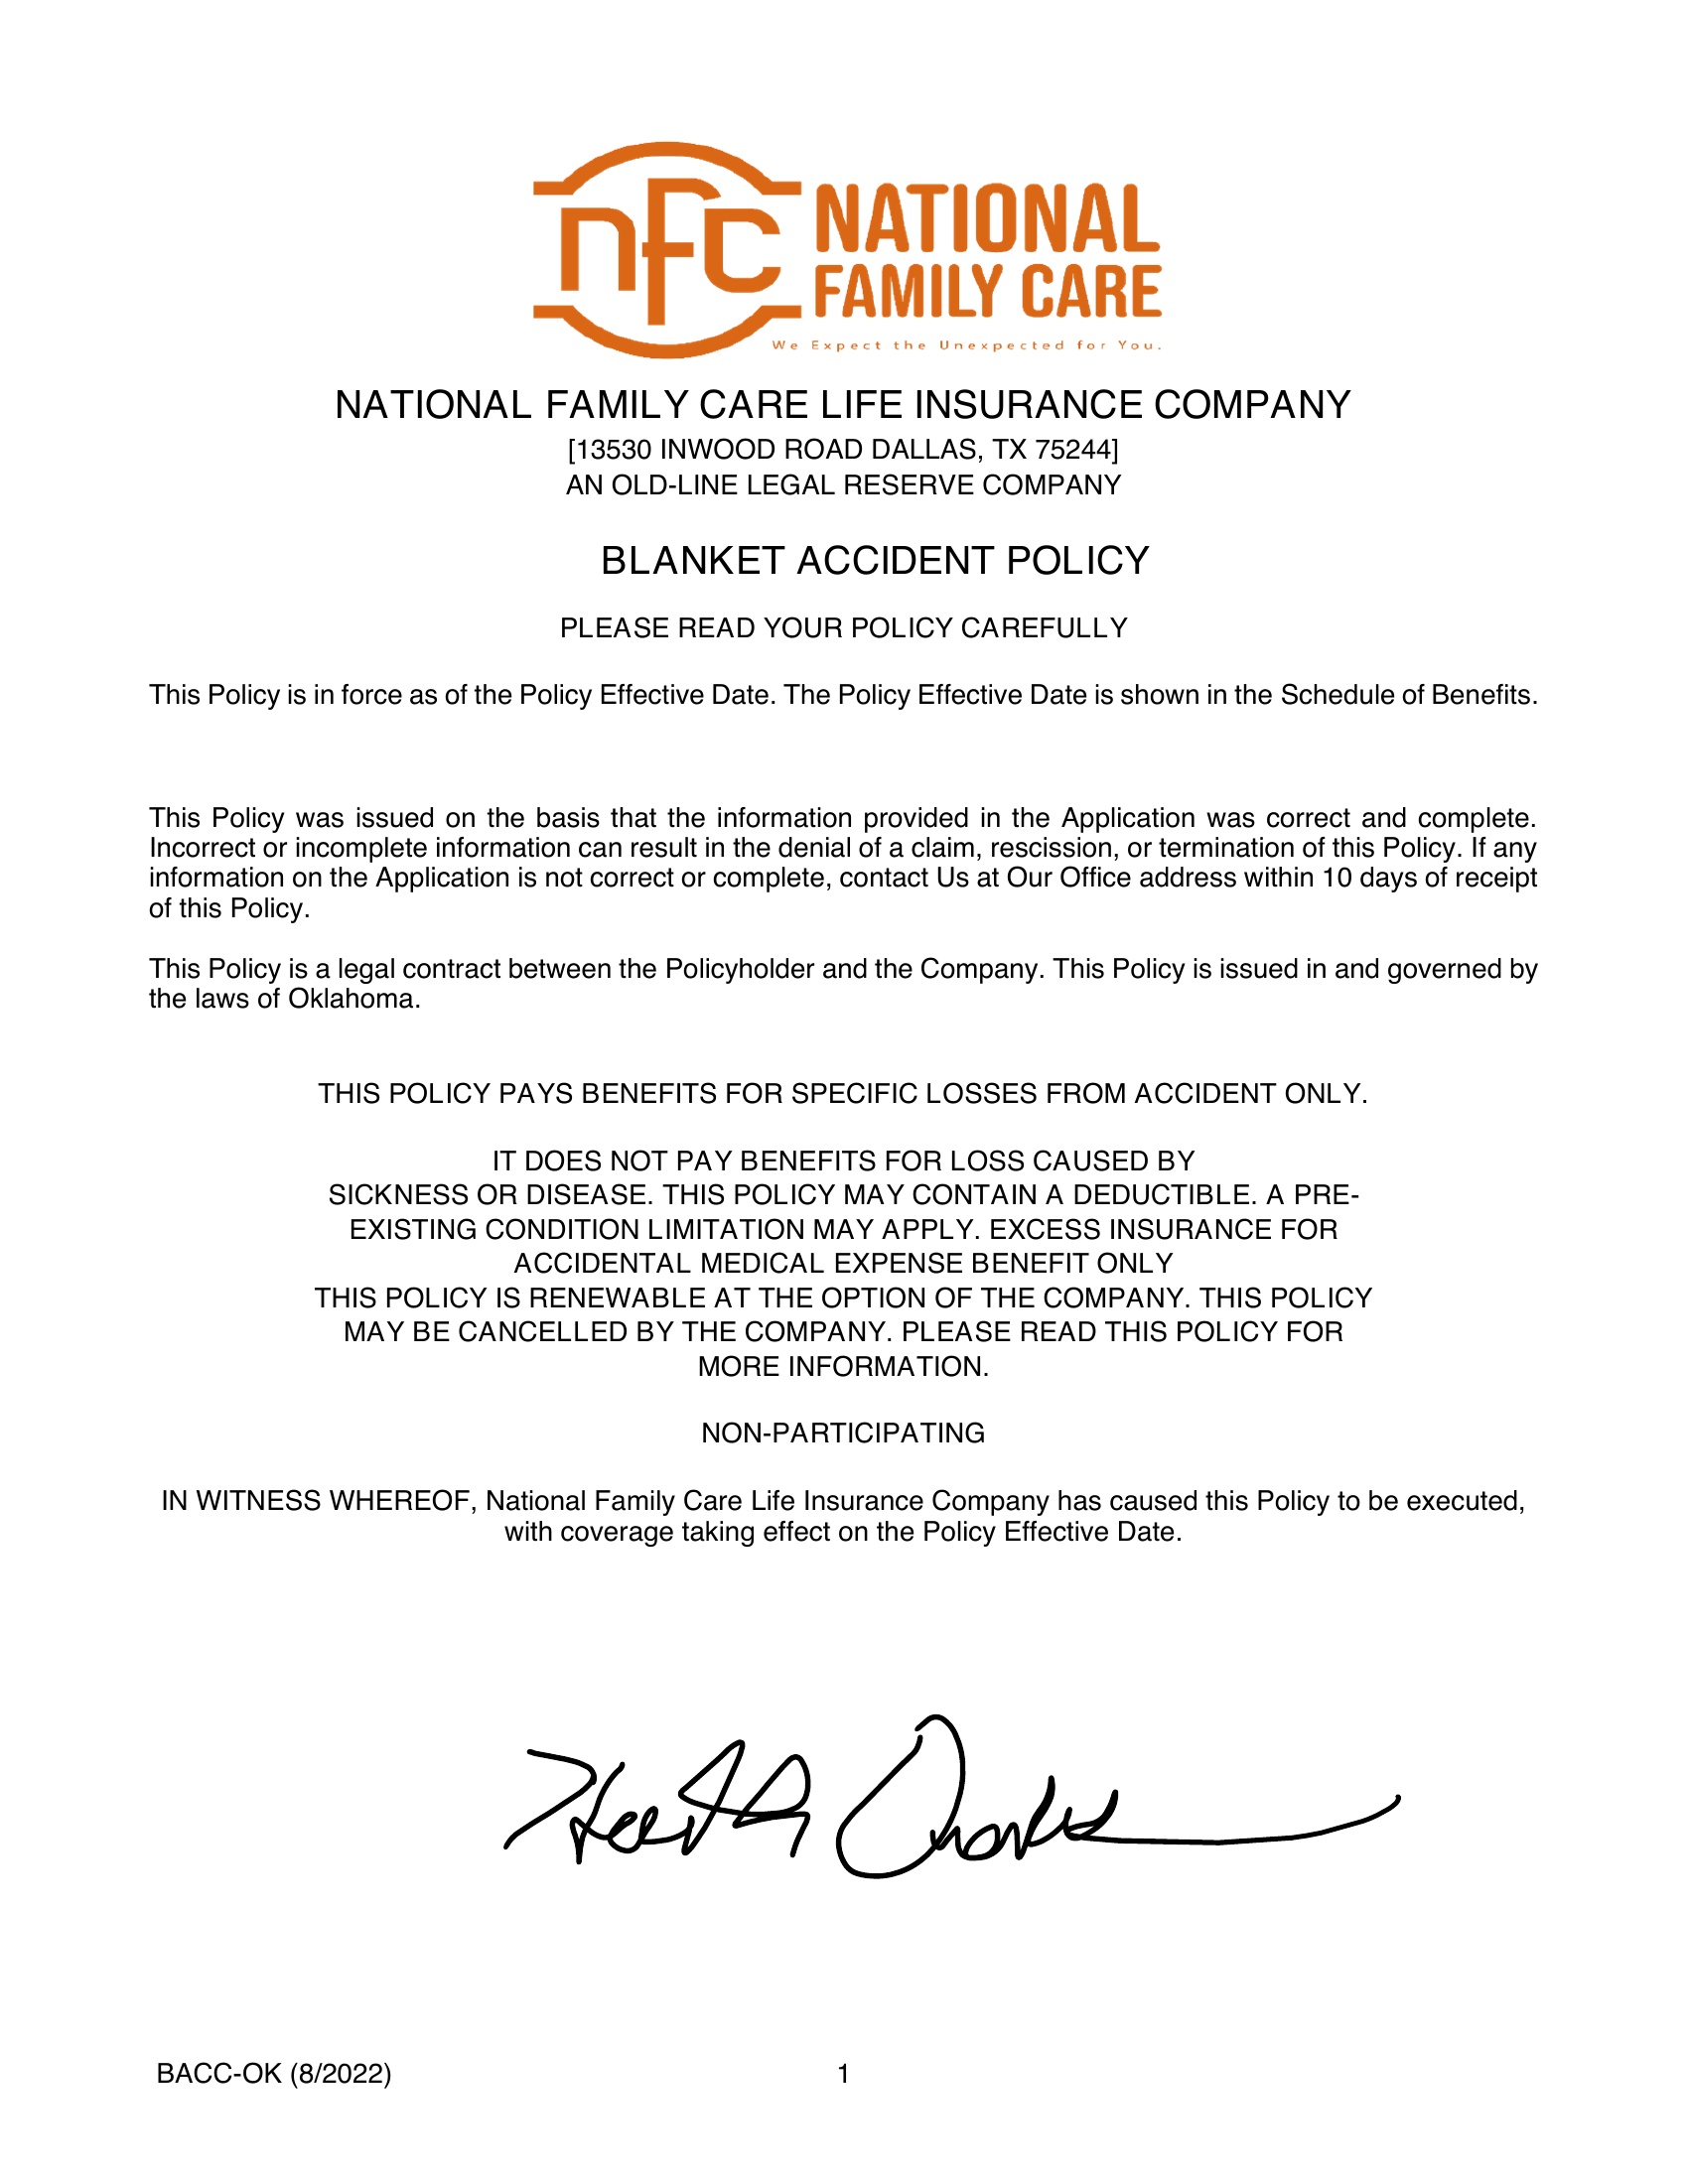 nfc NATIONAL
FAMILY CARE
We Expect the Unexpected for You.
NATIONAL FAMILY CARE LIFE INSURANCE COMPANY
[13530 INWOOD ROAD DALLAS, TX 75244]
AN OLD-LINE LEGAL RESERVE COMPANY
BLANKET ACCIDENT POLICY
PLEASE READ YOUR POLICY CAREFULLY
This Policy is in force as of the Policy Effective Date. The Policy Effective Date is shown in the Schedule of Benefits.
This Policy was issued on the basis that the information provided in the Application was correct and complete.
Incorrect or incomplete information can result in the denial of a claim, rescission, or termination of this Policy. If any
information on the Application is not correct or complete, contact Us at Our Office address within 10 days of receipt
of this Policy.
This Policy is a legal contract between the Policyholder and the Company. This Policy is issued in and governed by
the laws of Oklahoma.
THIS POLICY PAYS BENEFITS FOR SPECIFIC LOSSES FROM ACCIDENT ONLY.
IT DOES NOT PAY BENEFITS FOR LOSS CAUSED BY
SICKNESS OR DISEASE. THIS POLICY MAY CONTAIN A DEDUCTIBLE. A PRE-
EXISTING CONDITION LIMITATION MAY APPLY. EXCESS INSURANCE FOR
ACCIDENTAL MEDICAL EXPENSE BENEFIT ONLY
THIS POLICY IS RENEWABLE AT THE OPTION OF THE COMPANY. THIS POLICY
MAY BE CANCELLED BY THE COMPANY. PLEASE READ THIS POLICY FOR
MORE INFORMATION.
NON-PARTICIPATING
IN WITNESS WHEREOF, National Family Care Life Insurance Company has caused this Policy to be executed,
with coverage taking effect on the Policy Effective Date.
BACC-OK (8/2022) 1